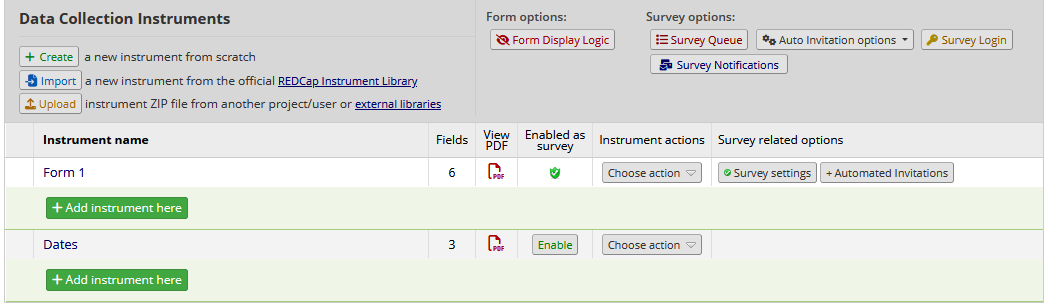 Data Collection Instruments
+ Create a new instrument from scratch
Import a new instrument from the official REDCap Instrument Library
Upload instrument ZIP file from another project/user or external libraries
Form options:
Form Display Logic
Survey options:
Survey Queue Auto Invitation options Survey Login
Survey Notifications
Instrument name Fields View PDF Enabled as survey Instrument actions Survey related options
Form 1 6 PDF Choose action Survey settings + Automated Invitations
+ Add instrument here
Dates 3 PDF Enable Choose action
+ Add instrument here